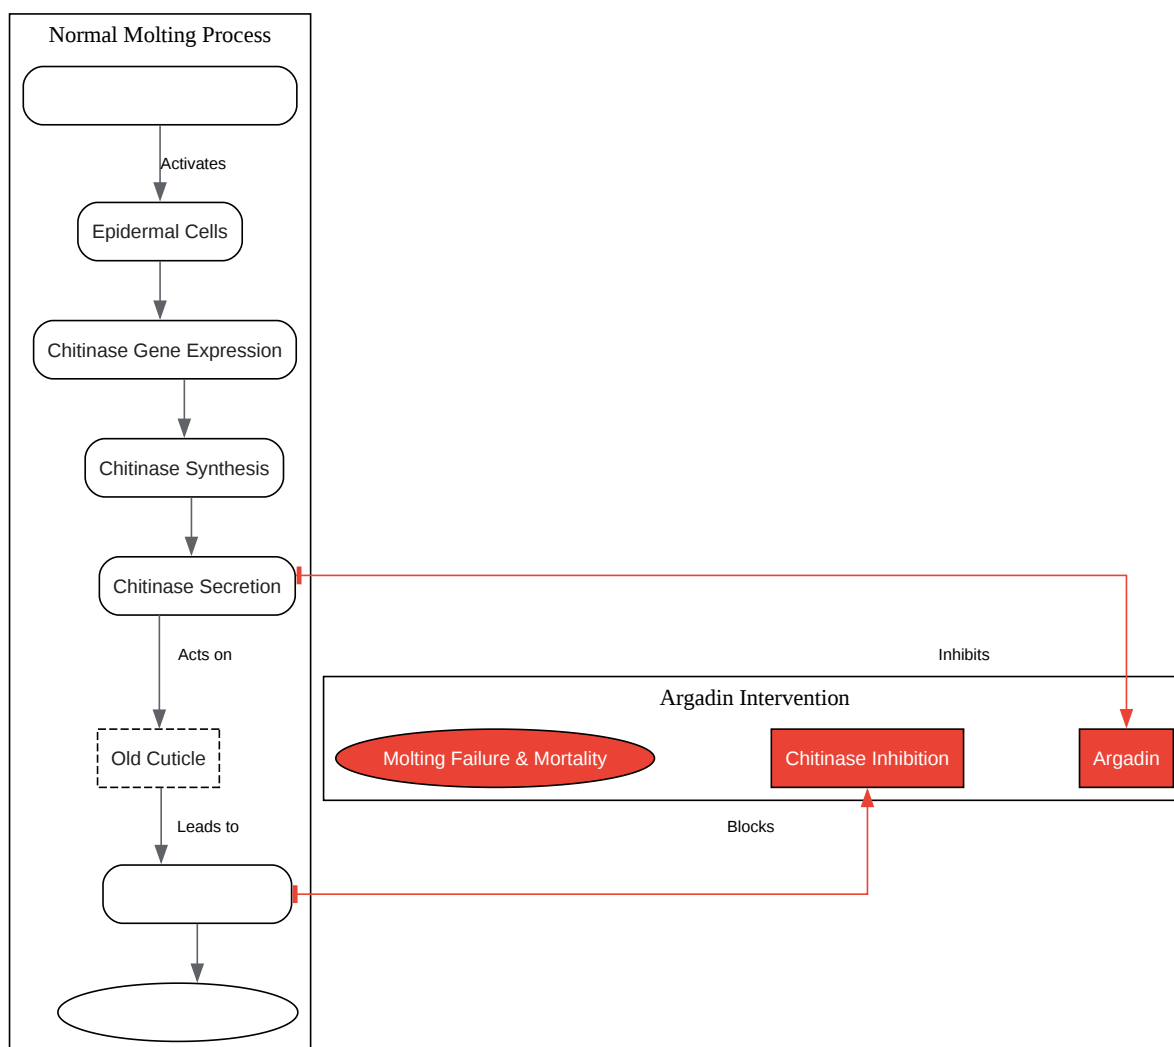 Normal Molting Process
Activates
Epidermal Cells
Chitinase Gene Expression
Chitinase Synthesis
Chitinase Secretion
Acts on
Old Cuticle
Leads to
Inhibits
Argadin Intervention
Molting Failure & Mortality
Chitinase Inhibition
Argadin
Blocks